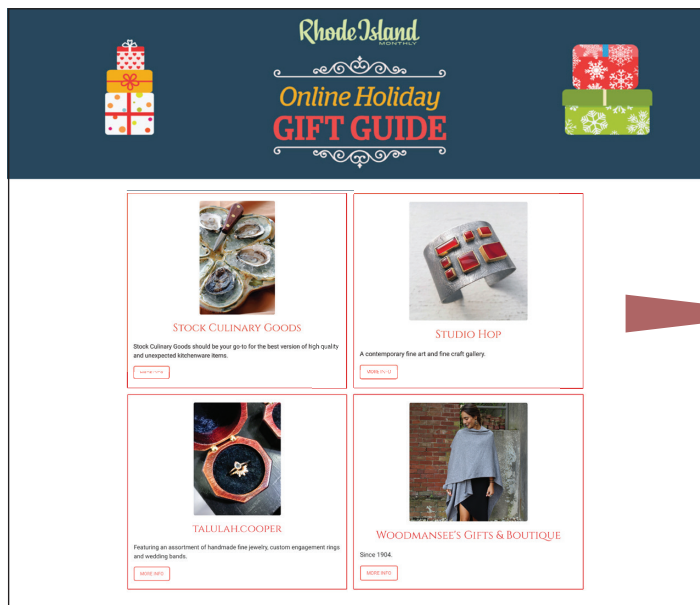 Rhode Island
MONTHLY
Online Holiday
GIFT GUIDE
STOCK CULINARY GOODS
Stock Culinary Goods should be your go-to for the best version of high quality
and unexpected kitchenware items.
STUDIO HOP
A contemporary fine art and fine craft gallery.
MORE INFO
TALULAH.COOPER
Featuring an assortment of handmade fine jewelry, custom engagement rings
and wedding bands.
MORE INFO
WOODMANSEE'S GIFTS & BOUTIQUE
Since 1904.
MORE INFO